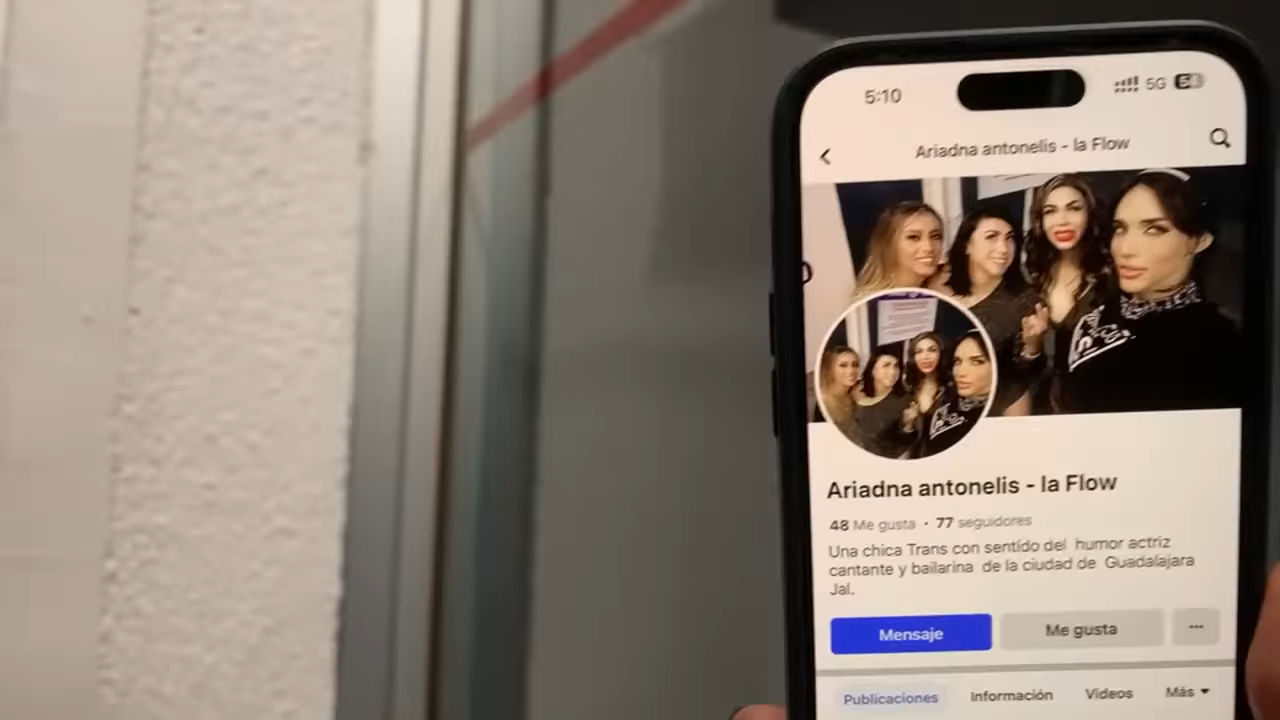 5:10
5G
Ariadna antonelis - la Flow
Ariadna antonelis - la Flow
48 Me gusta · 77 seguidores
Una chica Trans con sentido del humor actriz
cantante y bailarina de la ciudad de Guadalajara
Jal.
Mensaje
Me gusta
Publicaciones
Información
Videos
Más